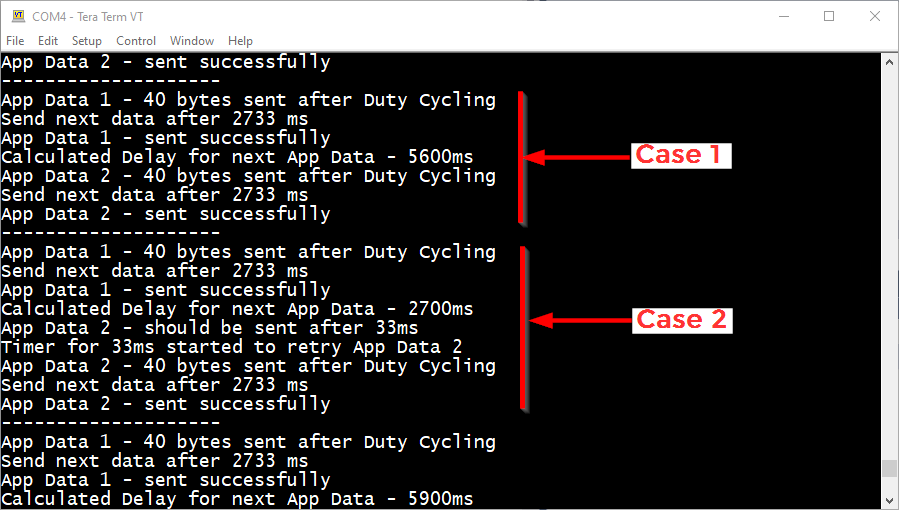 COM4 - Tera Term VT
File Edit Setup Control Window Help
App Data 2 - sent successfully
--------------------
App Data 1 - 40 bytes sent after Duty Cycling
Send next data after 2733 ms
App Data 1 - sent successfully
Calculated Delay for next App Data - 5600ms
App Data 2 - 40 bytes sent after Duty Cycling
Send next data after 2733 ms
App Data 2 - sent successfully
--------------------
Case 1
App Data 1 - 40 bytes sent after Duty Cycling
Send next data after 2733 ms
App Data 1 - sent successfully
Calculated Delay for next App Data - 2700ms
App Data 2 - should be sent after 33ms
Timer for 33ms started to retry App Data 2
App Data 2 - 40 bytes sent after Duty Cycling
Send next data after 2733 ms
App Data 2 - sent successfully
--------------------
Case 2
App Data 1 - 40 bytes sent after Duty Cycling
Send next data after 2733 ms
App Data 1 - sent successfully
Calculated Delay for next App Data - 5900ms